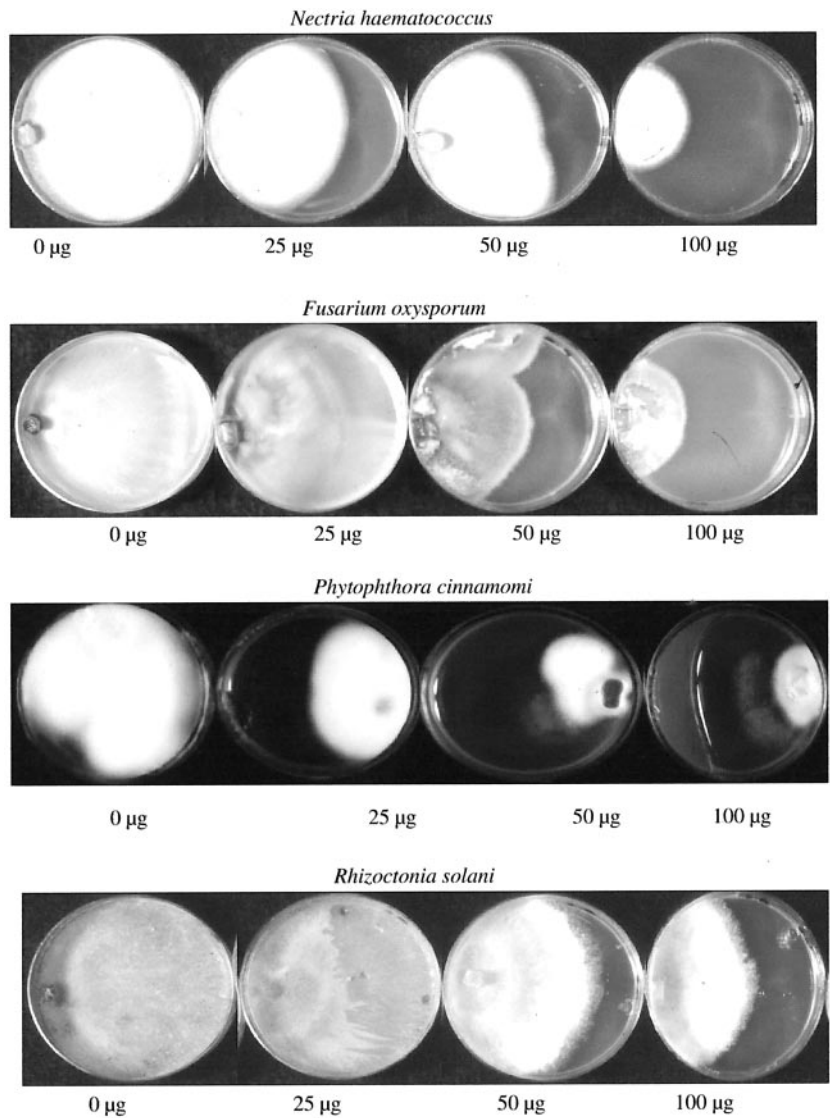 Nectria haematococcus
0 µg 25 µg 50 µg 100 µg
Fusarium oxysporum
0 µg 25 µg 50 µg 100 µg
Phytophthora cinnamomi
0 µg 25 µg 50 µg 100 µg
Rhizoctonia solani
0 µg 25 µg 50 µg 100 µg